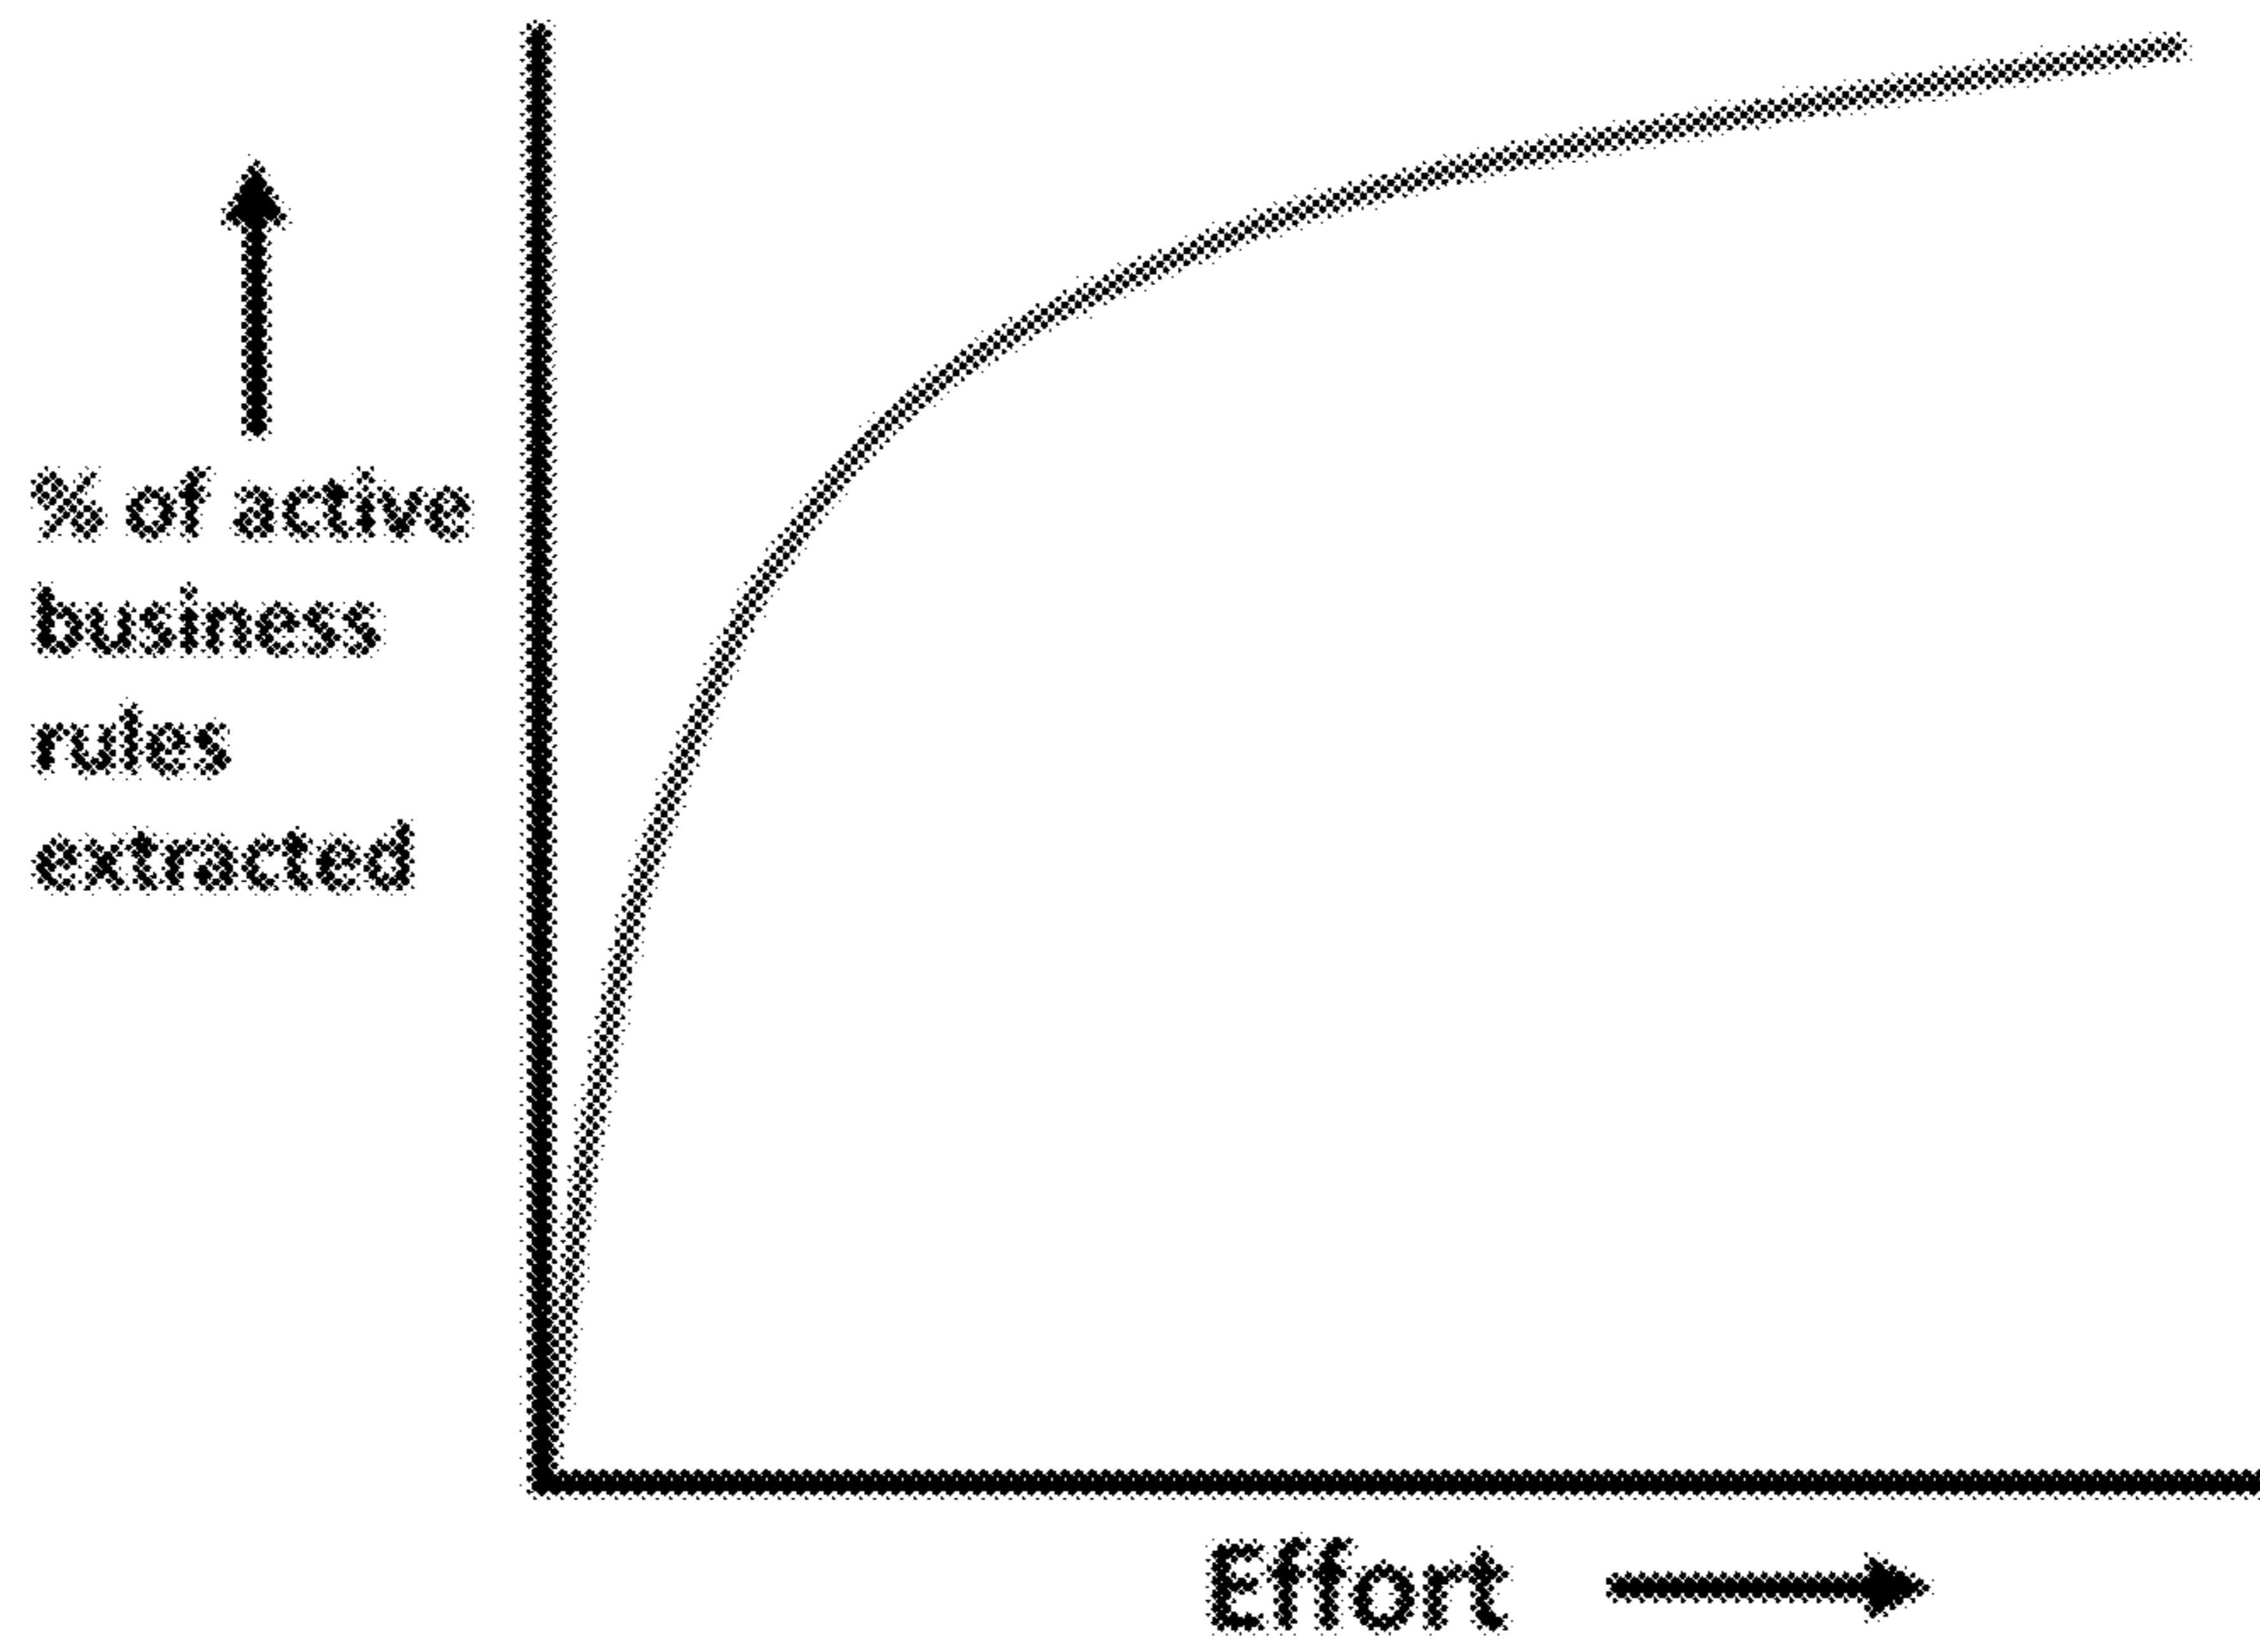 % of active
business
rules
extracted
Effort